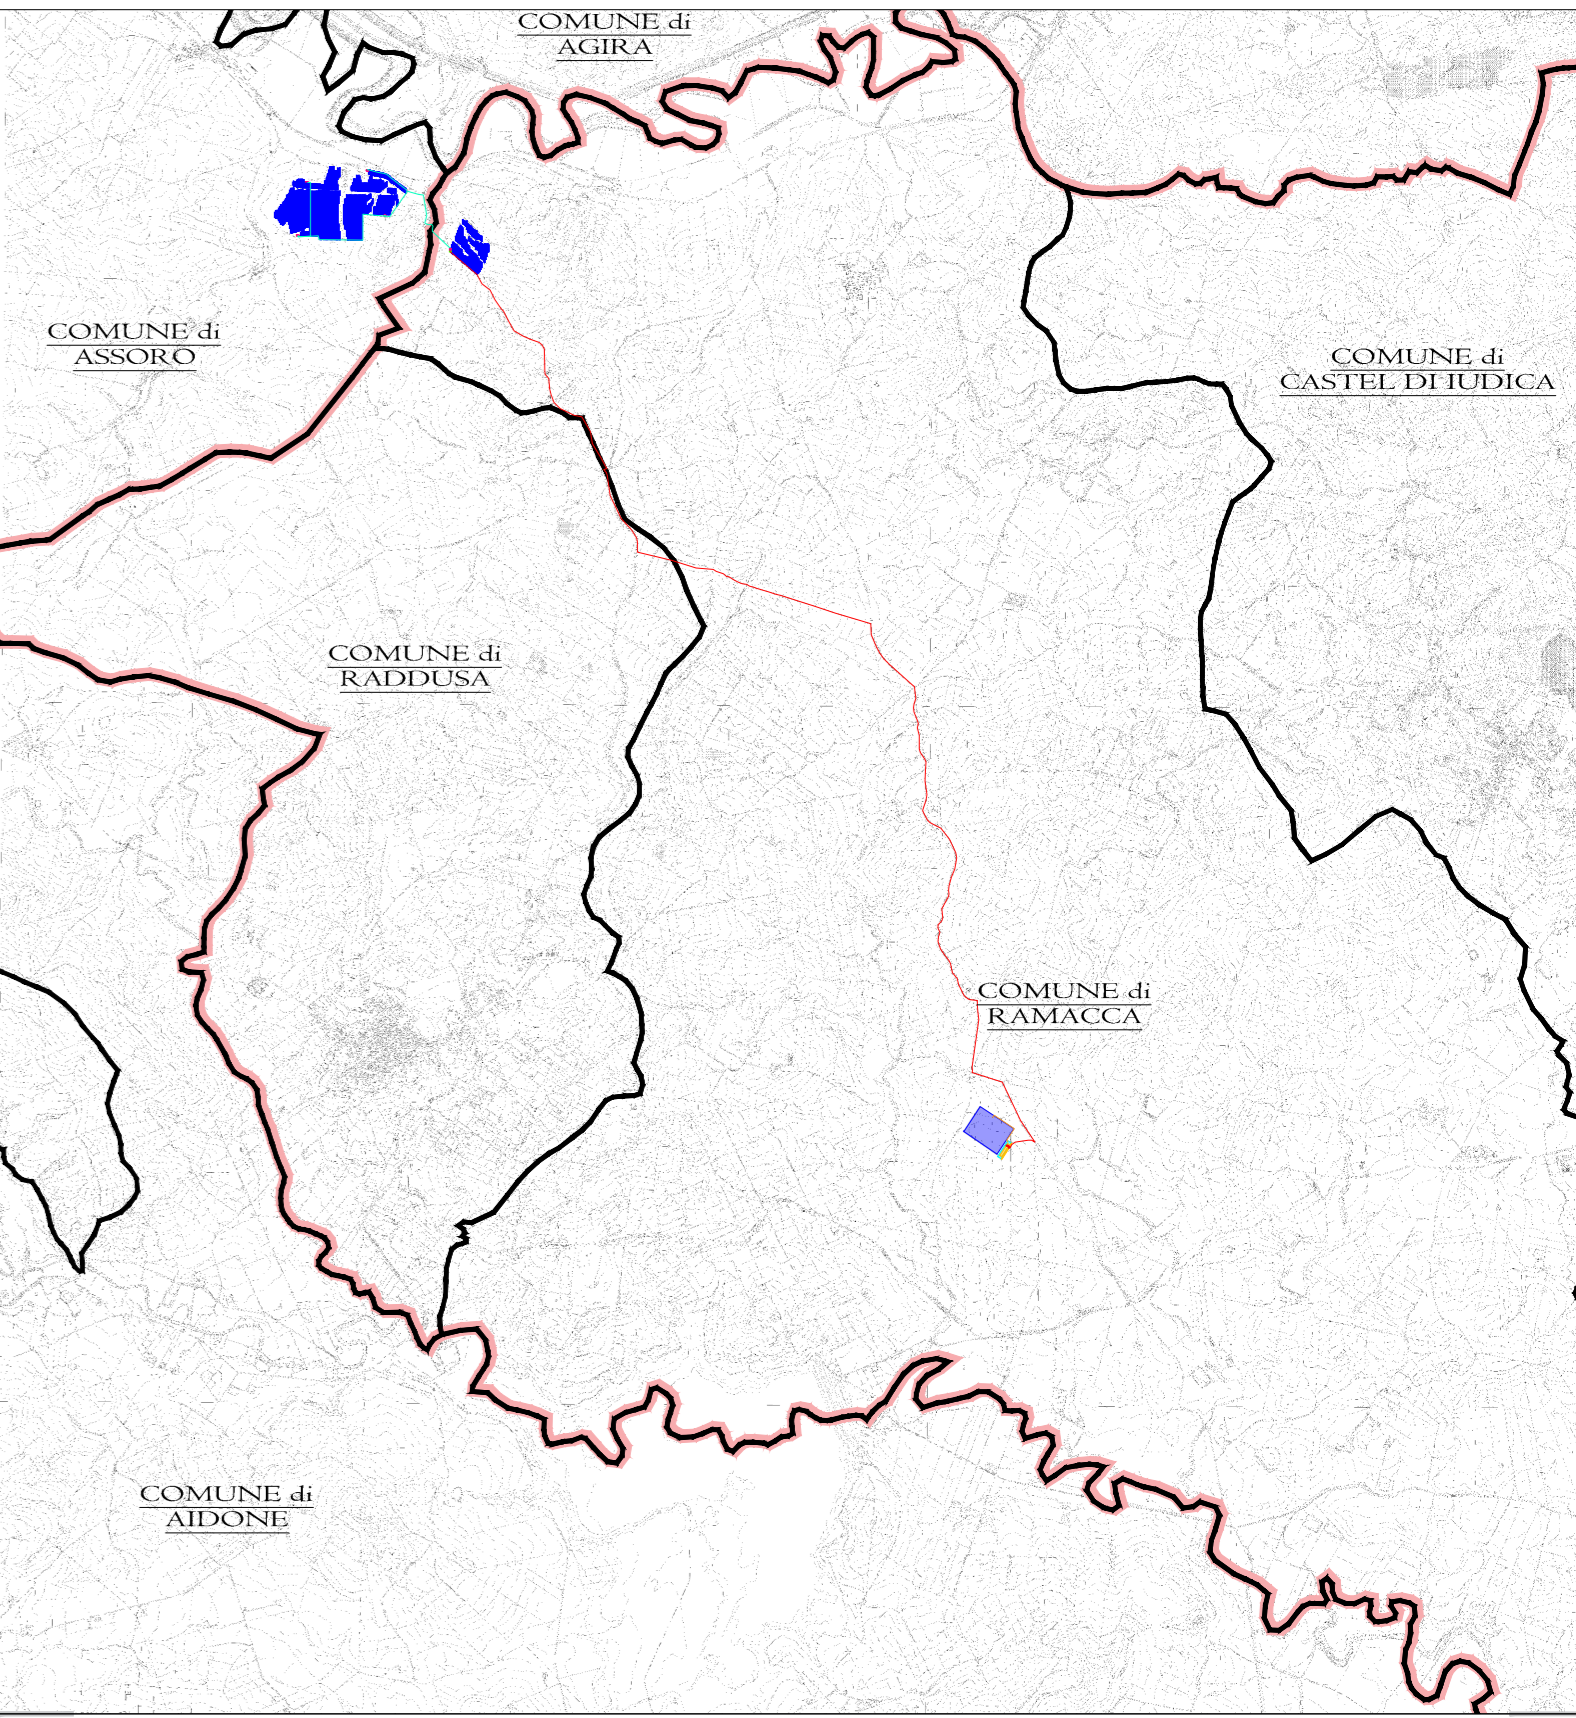 COMUNE di
AGIRA
COMUNE di
ASSORO
COMUNE di
CASTEL DI IUDICA
COMUNE di
RADDUSA
COMUNE di
RAMACCA
COMUNE di
AIDONE